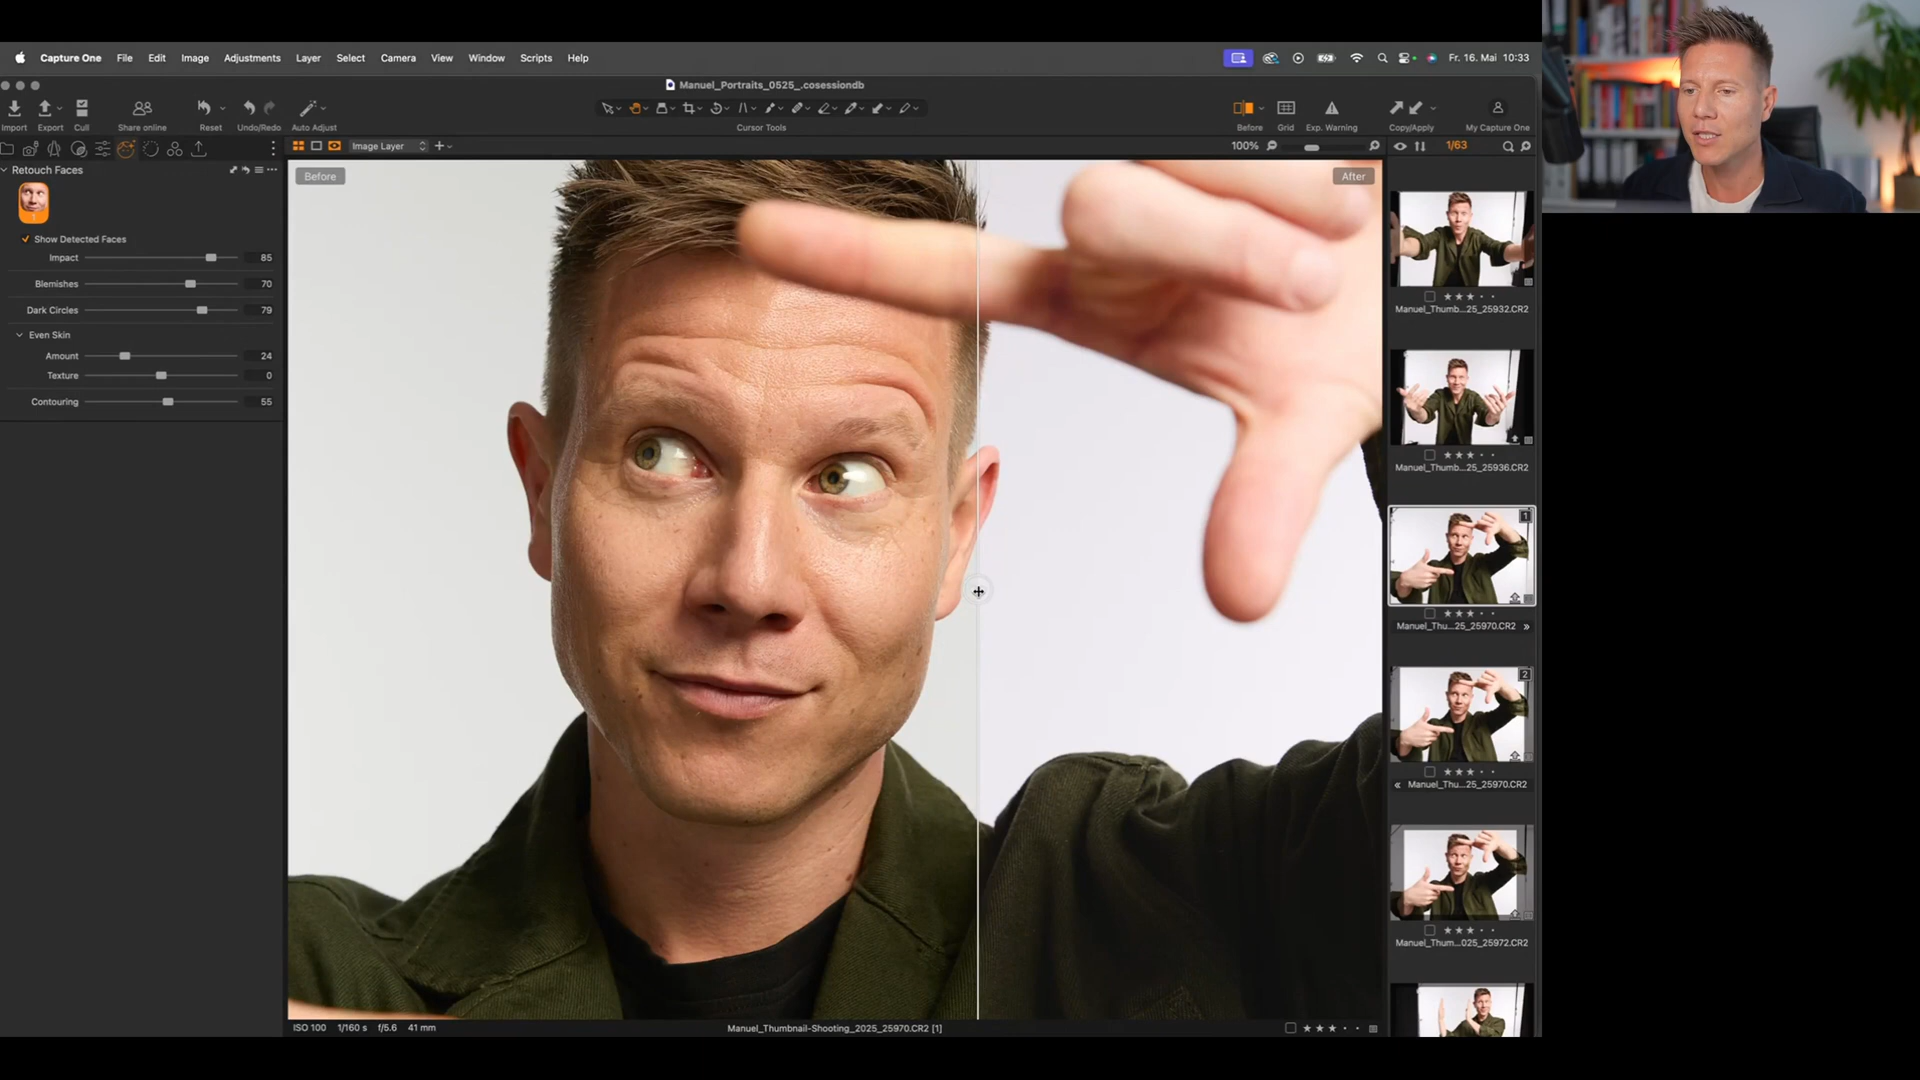 Capture One File Edit Image Adjustments Layer Select Camera View Window Scripts Help Fr. 16. Mai 10:33
Manuel_Portraits_0525_.cosessiondb
Import Export Cull Share online Reset Undo/Redo Auto Adjust Cursor Tools Before Grid Exp. Warning Copy/Apply My Capture One
Image Layer 100% 1/63
Retouch Faces
Before
After
1
Show Detected Faces
Impact 85
Blemishes 70
Dark Circles 79
Even Skin
Amount 24
Texture 0
Contouring 55
Manuel_Thumb...25_25932.CR2
Manuel_Thumb...25_25936.CR2
1
Manuel_Thu...25_25970.CR2 »
2
« Manuel_Thu...25_25970.CR2
Manuel_Thum...025_25972.CR2
ISO 100 1/160 s f/5.6 41 mm Manuel_Thumbnail-Shooting_2025_25970.CR2 [1]